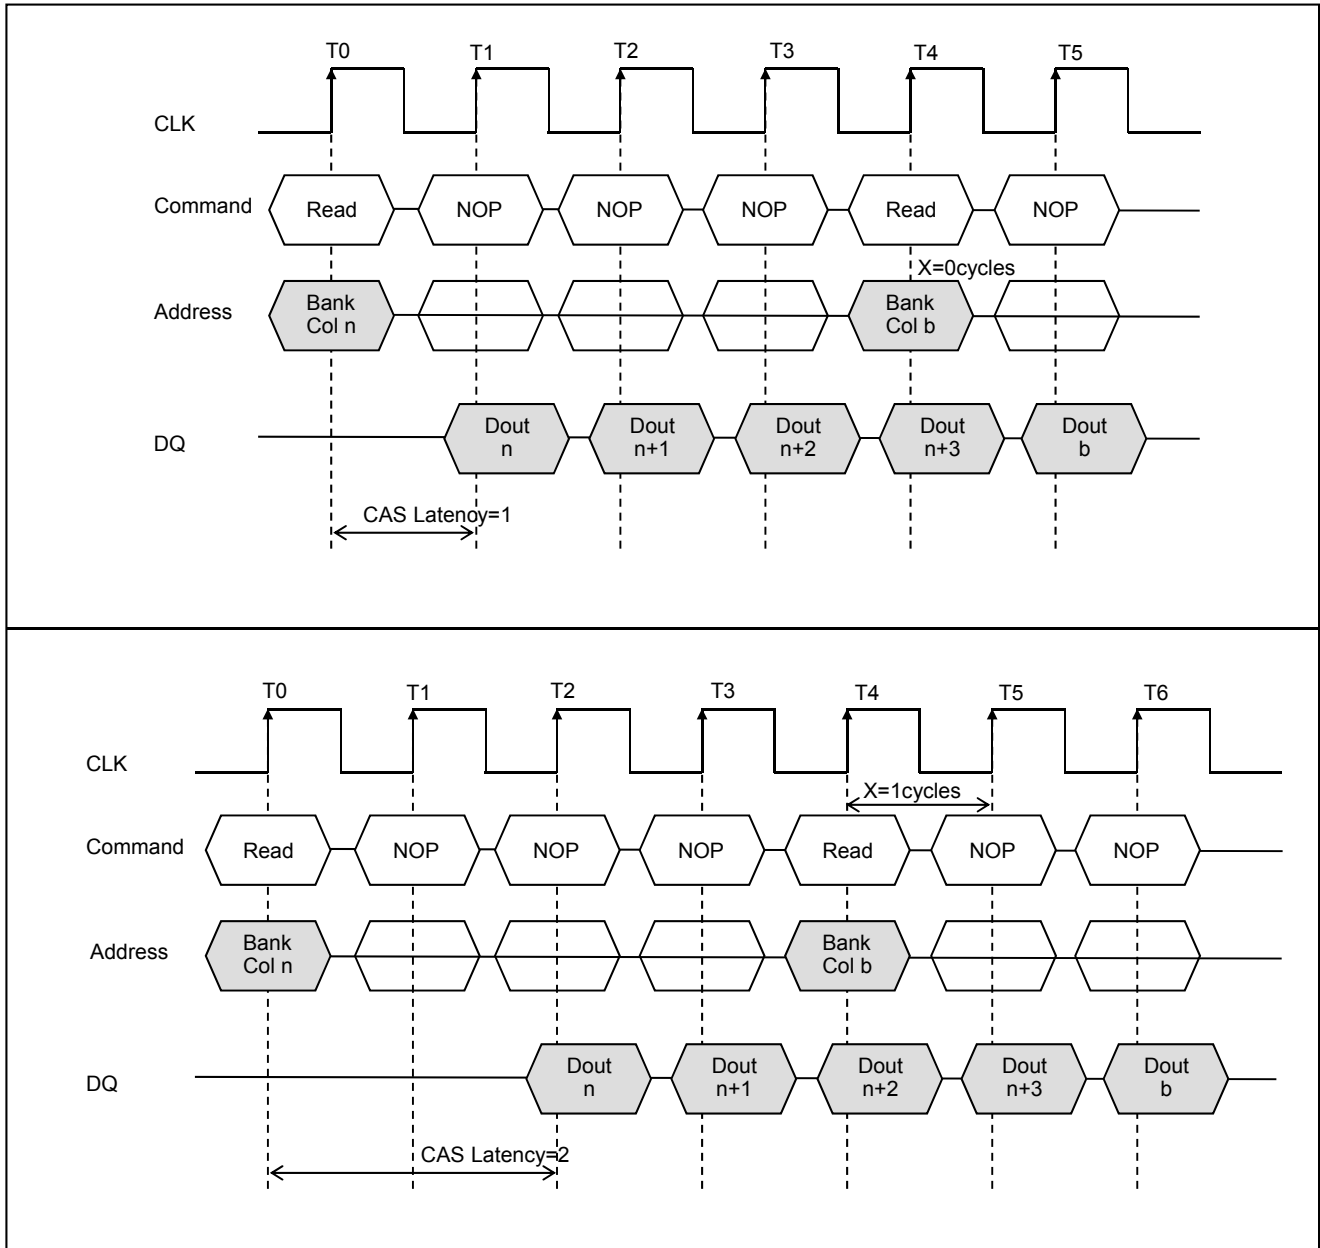 T0 T1 T2 T3 T4 T5
CLK
Command Read NOP NOP NOP Read NOP
X=0cycles
Address Bank Col n Bank Col b
DQ Dout n Dout n+1 Dout n+2 Dout n+3 Dout b
CAS Latency=1
T0 T1 T2 T3 T4 T5 T6
CLK
X=1cycles
Command Read NOP NOP NOP Read NOP NOP
Address Bank Col n Bank Col b
DQ Dout n Dout n+1 Dout n+2 Dout n+3 Dout b
CAS Latency=2